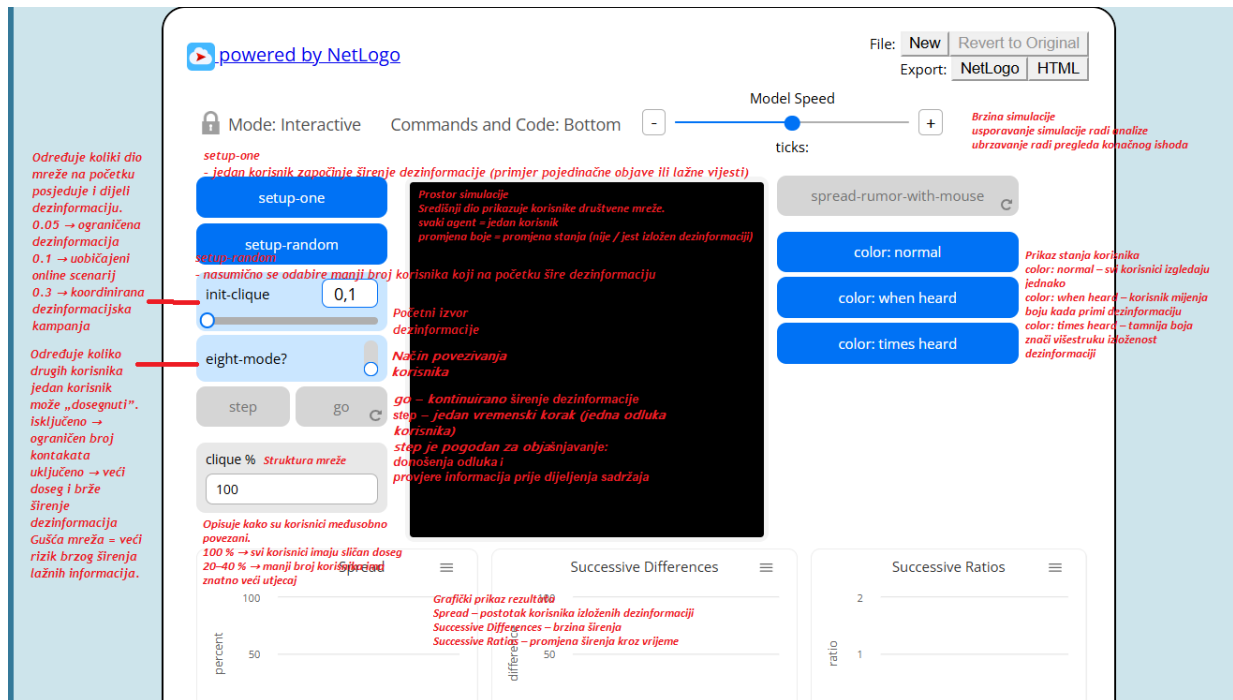 powered by NetLogo
File: New Revert to Original
Export: NetLogo HTML
Mode: Interactive
Commands and Code: Bottom
Model Speed
-
+
ticks:
Brzina simulacije
usporavanje simulacije radi analize
ubrzavanje radi pregleda konačnog ishoda
Određuje koliki dio
mreže na početku
posjeduje i dijeli
dezinformaciju.
0.05 → ograničena
dezinformacija
0.1 → uobičajeni
online scenarij
0.3 → koordinirana
dezinformacijska
kampanja
Određuje koliko
drugih korisnika
jedan korisnik
može „dosegnuti”.
isključeno →
ograničen broj
kontakata
uključeno → veći
doseg i brže
širenje
dezinformacija
Gušća mreža = veći
rizik brzog širenja
lažnih informacija.
setup-one
- jedan korisnik započinje širenje dezinformacije (primjer pojedinačne objave ili lažne vijesti)
setup-one
setup-random
setup-random
- nasumično se odabire manji broj korisnika koji na početku šire dezinformaciju
init-clique
0,1
Početni izvor
dezinformacije
eight-mode?
Način povezivanja
korisnika
step
go
go – kontinuirano širenje dezinformacije
step – jedan vremenski korak (jedna odluka
korisnika)
step je pogodan za objašnjavanje:
donošenja odluka i
provjere informacija prije dijeljenja sadržaja
clique %
Struktura mreže
100
Opisuje kako su korisnici međusobno
povezani.
100 % → svi korisnici imaju sličan doseg
20–40 % → manji broj korisnika ima
znatno veći utjecaj
Prostor simulacije
Središnji dio prikazuje korisnike društvene mreže.
svaki agent = jedan korisnik
promjena boje = promjena stanja (nije / jest izložen dezinformaciji)
spread-rumor-with-mouse
color: normal
color: when heard
color: times heard
Prikaz stanja korisnika
color: normal – svi korisnici izgledaju
jednako
color: when heard – korisnik mijenja
boju kada primi dezinformaciju
color: times heard – tamnija boja
znači višestruku izloženost
dezinformaciji
Spread
100
50
percent
Successive Differences
100
50
difference
Grafički prikaz rezultata
Spread – postotak korisnika izloženih dezinformaciji
Successive Differences – brzina širenja
Successive Ratios – promjena širenja kroz vrijeme
Successive Ratios
2
1
ratio